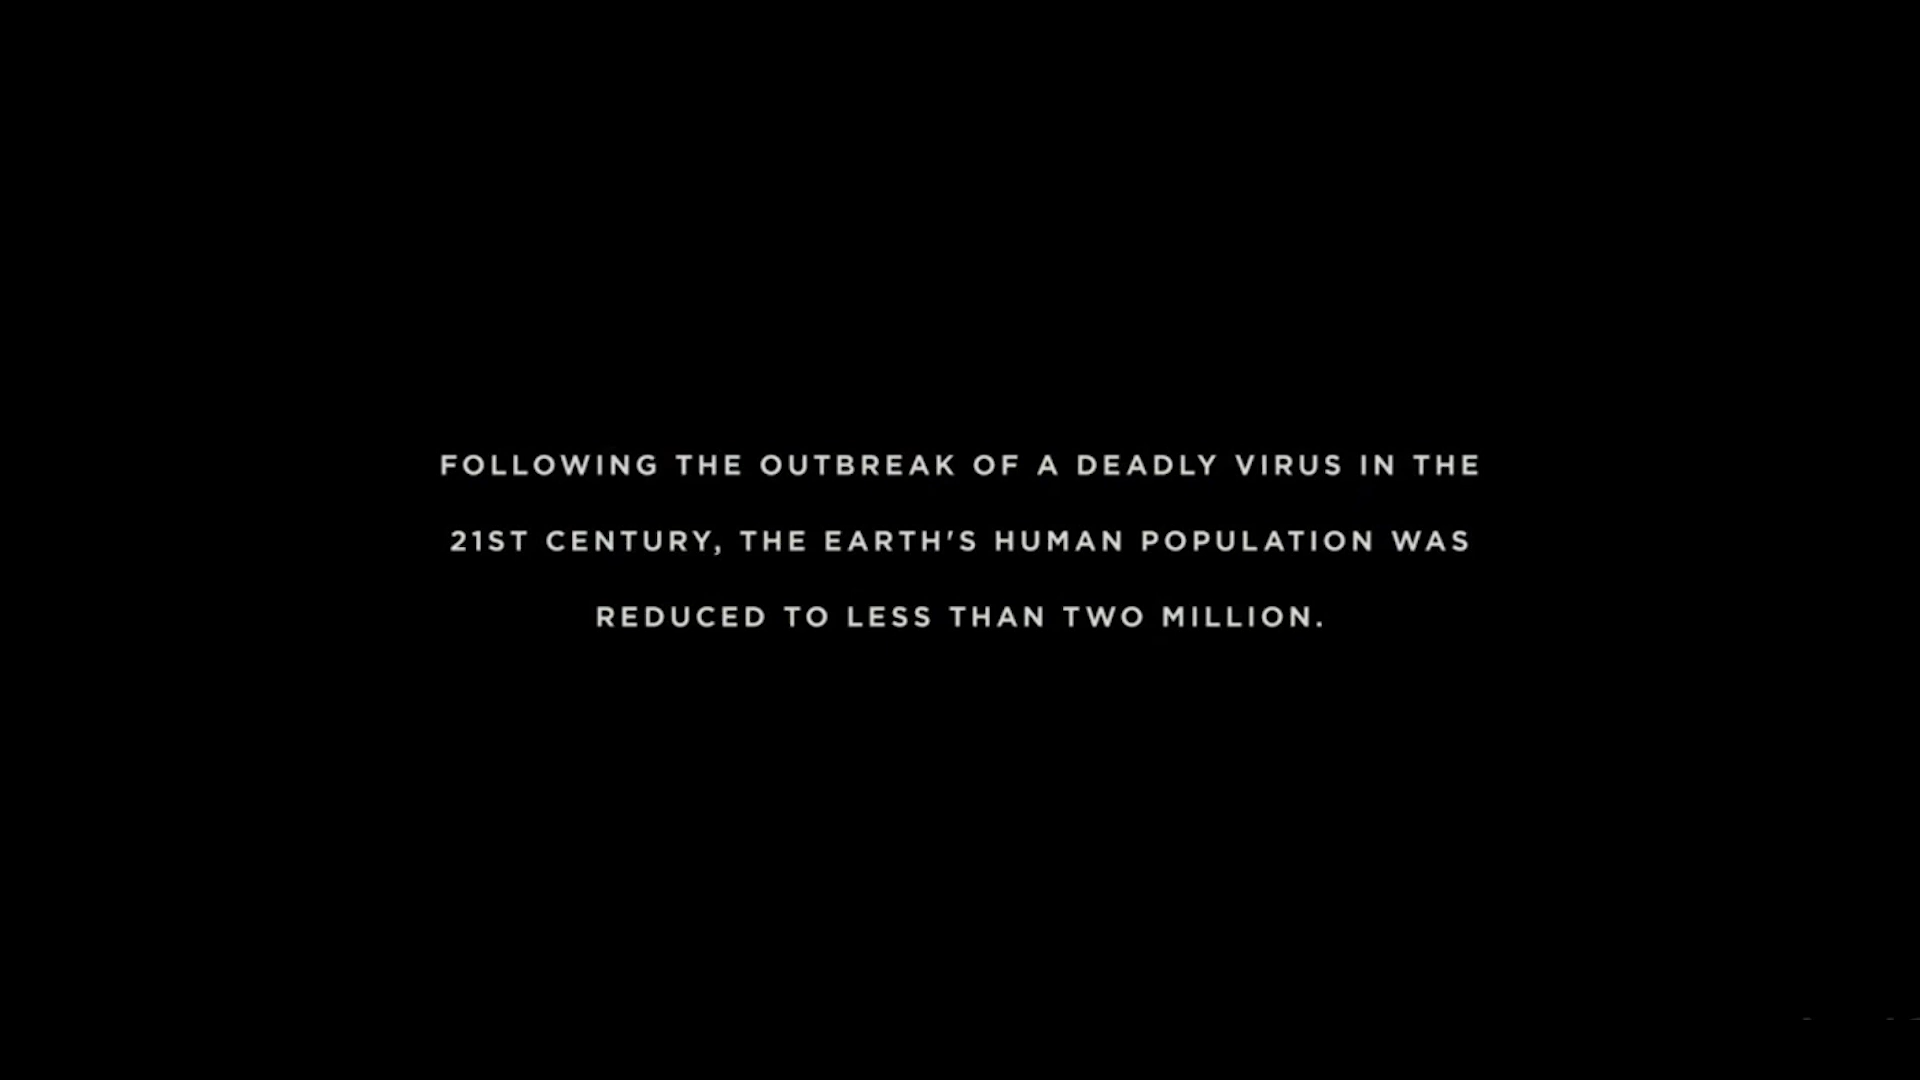 FOLLOWING THE OUTBREAK OF A DEADLY VIRUS IN THE
21ST CENTURY, THE EARTH'S HUMAN POPULATION WAS
REDUCED TO LESS THAN TWO MILLION.